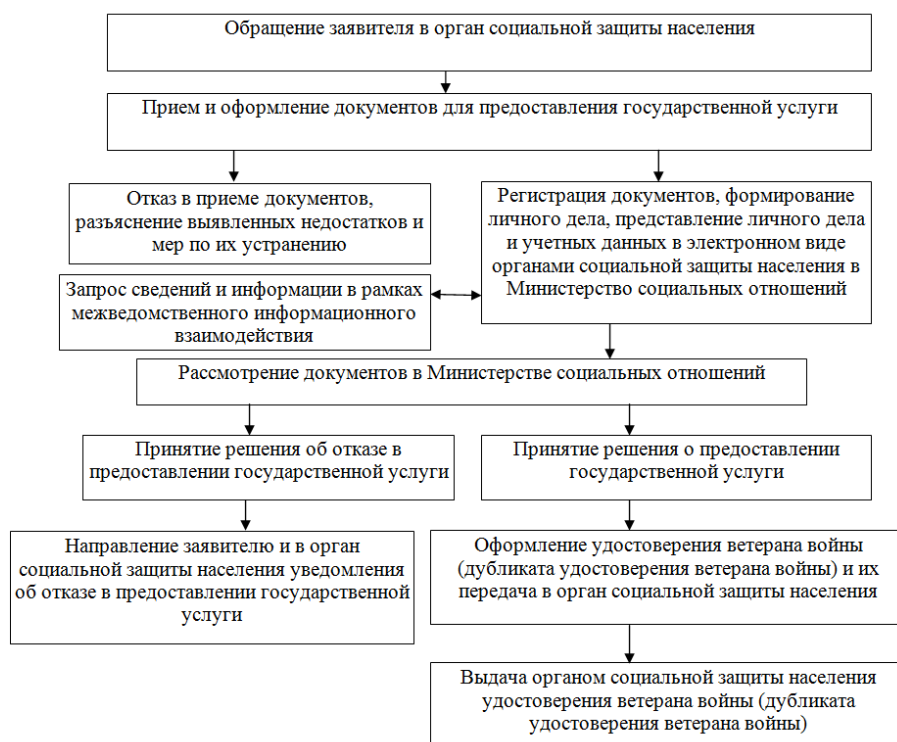 Обращение заявителя в орган социальной защиты населения
Прием и оформление документов для предоставления государственной услуги
Отказ в приеме документов,
разъяснение выявленных недостатков и
мер по их устранению
Регистрация документов, формирование
личного дела, представление личного дела
и учетных данных в электронном виде
органами социальной защиты населения в
Министерство социальных отношений
Запрос сведений и информации в рамках
межведомственного информационного
взаимодействия
Рассмотрение документов в Министерстве социальных отношений
Принятие решения об отказе в
предоставлении государственной услуги
Принятие решения о предоставлении
государственной услуги
Направление заявителю и в орган
социальной защиты населения уведомления
об отказе в предоставлении государственной
услуги
Оформление удостоверения ветерана войны
(дубликата удостоверения ветерана войны) и их
передача в орган социальной защиты населения
Выдача органом социальной защиты населения
удостоверения ветерана войны (дубликата
удостоверения ветерана войны)